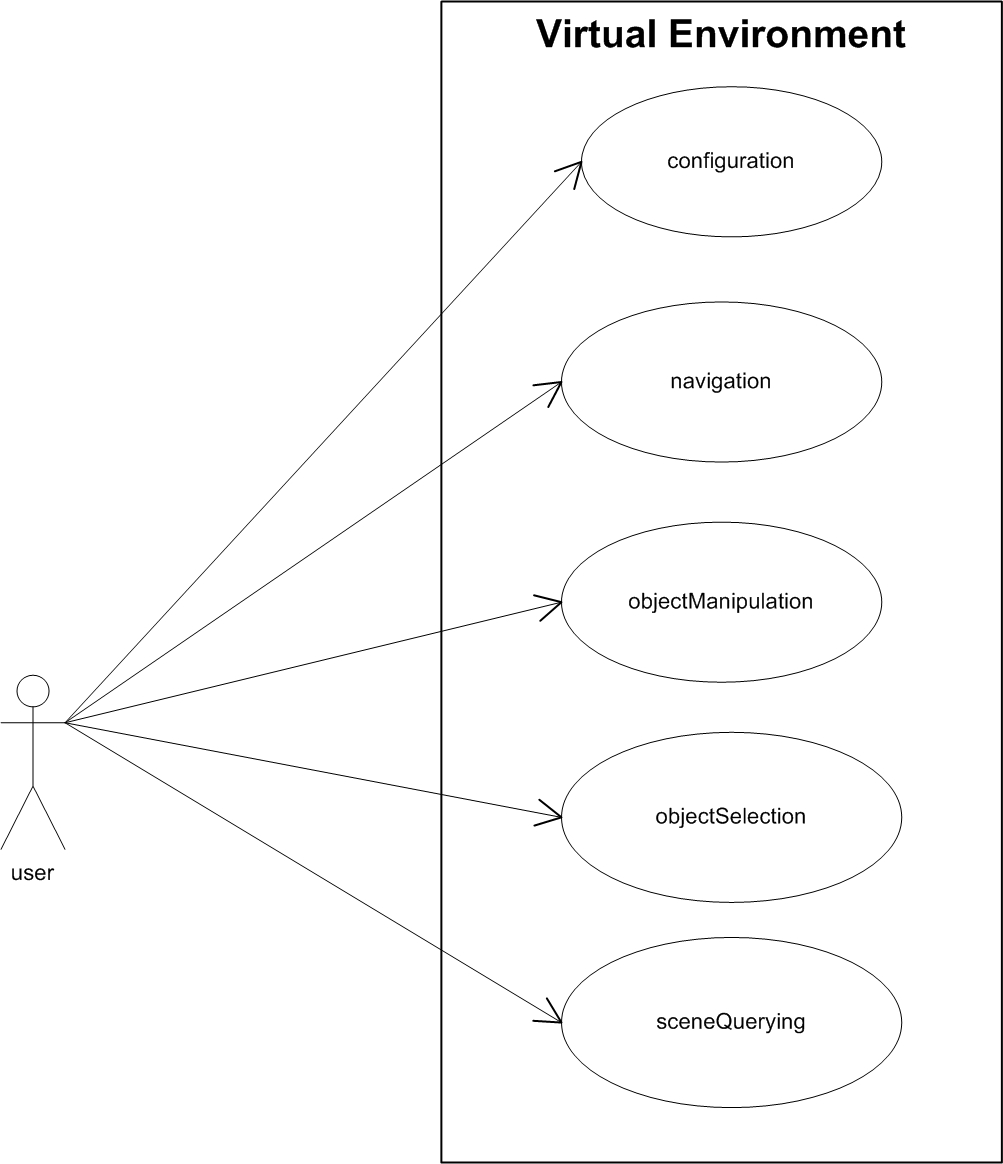 Virtual Environment
configuration
navigation
objectManipulation
objectSelection
user
sceneQuerying